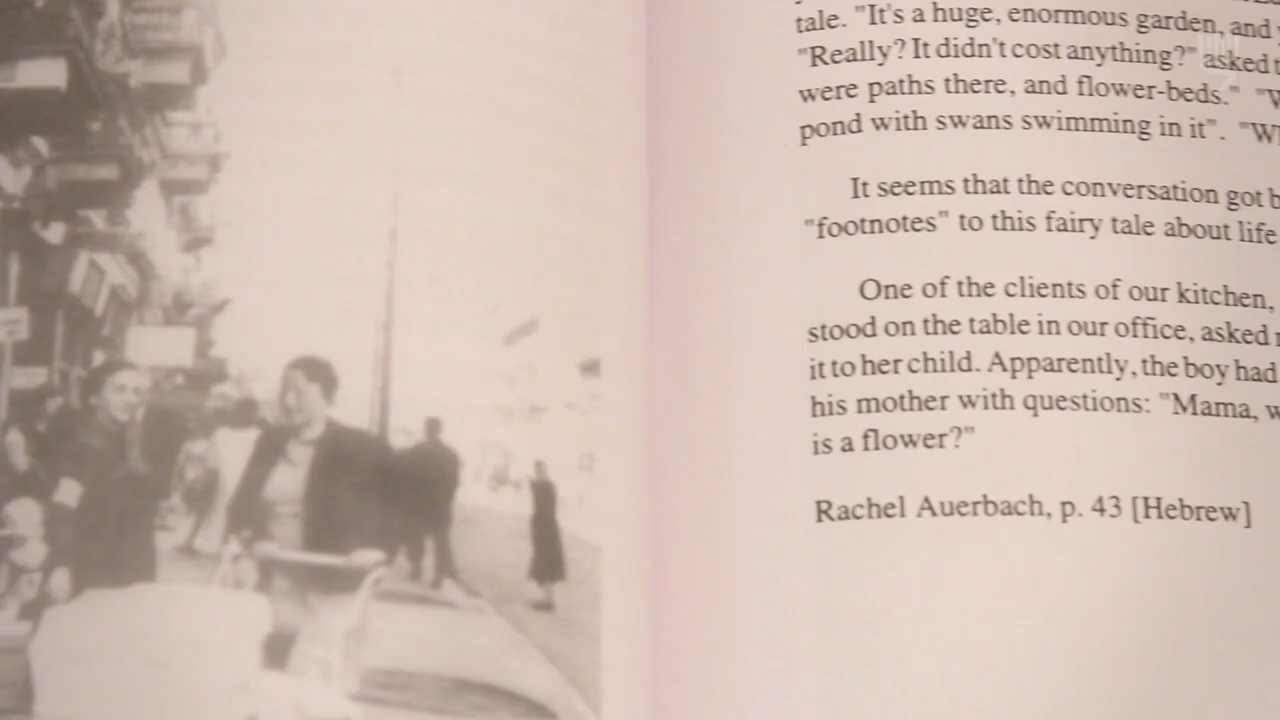 tale. "It's a huge, enormous garden, and
"Really? It didn't cost anything?" asked
were paths there, and flower-beds."
pond with swans swimming in it".
It seems that the conversation got
"footnotes" to this fairy tale about life
One of the clients of our kitchen,
stood on the table in our office, asked
it to her child. Apparently, the boy had
his mother with questions: "Mama,
is a flower?"
Rachel Auerbach, p. 43 [Hebrew]